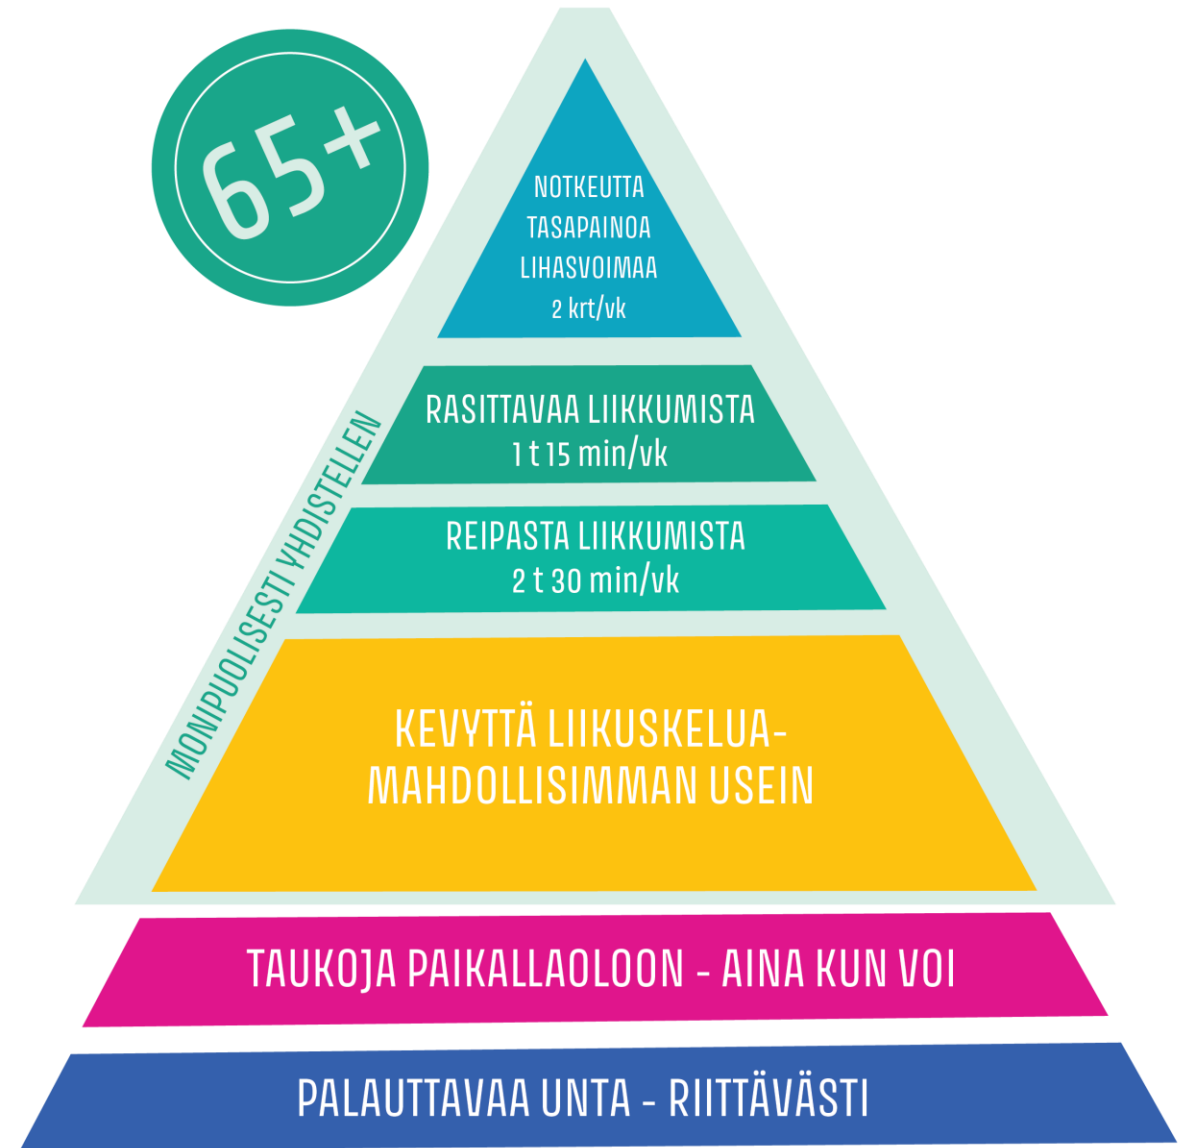 65+
NOTKEUTTA
TASAPAINOA
LIHASVOIMAA
2 krt/vk
RASITTAVAA LIIKKUMISTA
1 t 15 min/vk
REIPASTA LIIKKUMISTA
2 t 30 min/vk
MONIPUOLISESTI YHDISTELLEN
KEVYTTÄ LIIKUSKELUA-
MAHDOLLISIMMAN USEIN
TAUKOJA PAIKALLAOLOON - AINA KUN VOI
PALAUTTAVAA UNTA - RIITTÄVÄSTI